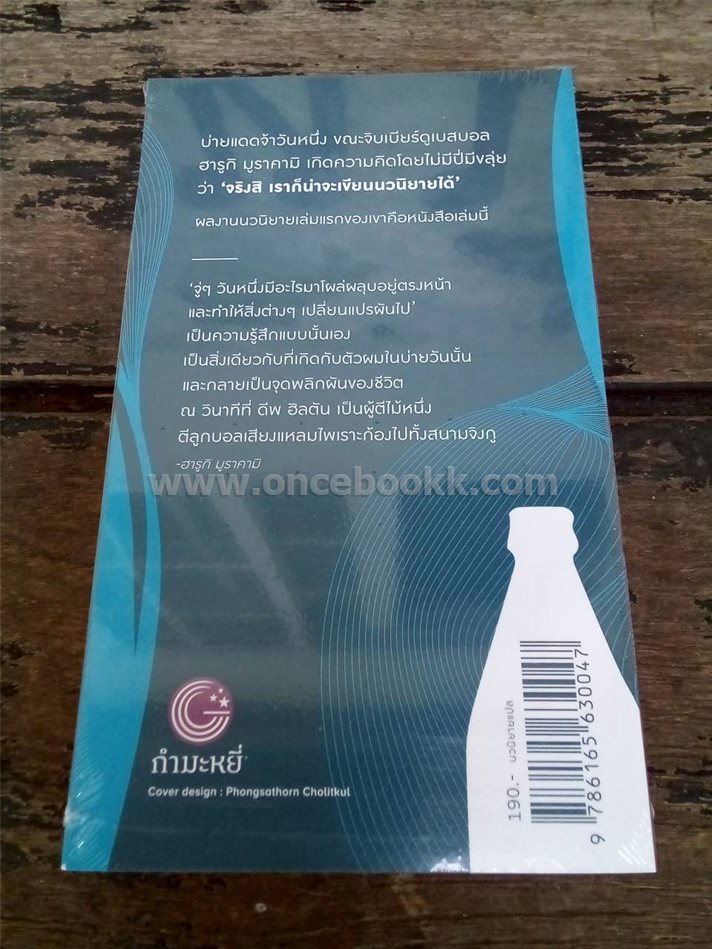 บ่ายแดดจ้าวันหนึ่ง ขณะจิบเบียร์ดูเบสบอล
ฮารูกิ มูราคามิ เกิดความคิดโดยไม่มีปี่มีขลุ่ย
ว่า ‘จริงสิ เราก็น่าจะเขียนนวนิยายได้’
ผลงานนวนิยายเล่มแรกของเขาคือหนังสือเล่มนี้
‘จู่ๆ วันหนึ่งมีอะไรมาโผล่ผลุบอยู่ตรงหน้า
และทำให้สิ่งต่างๆ เปลี่ยนแปรผันไป’
เป็นความรู้สึกแบบนั้นเอง
เป็นสิ่งเดียวกับที่เกิดกับตัวผมในบ่ายวันนั้น
และกลายเป็นจุดพลิกผันของชีวิต
ณ วินาทีที่ ดีพ ฮิลตัน เป็นผู้ตีไม้หนึ่ง
ตีลูกบอลเสียงแหลมไพเราะก้องไปทั้งสนามจิงกู
-ฮารูกิ มูราคามิ
www.oncebookk.com
กำมะหยี่
Cover design : Phongsathorn Cholitkul
190.- นวนิยายแปล
9 786165 630047